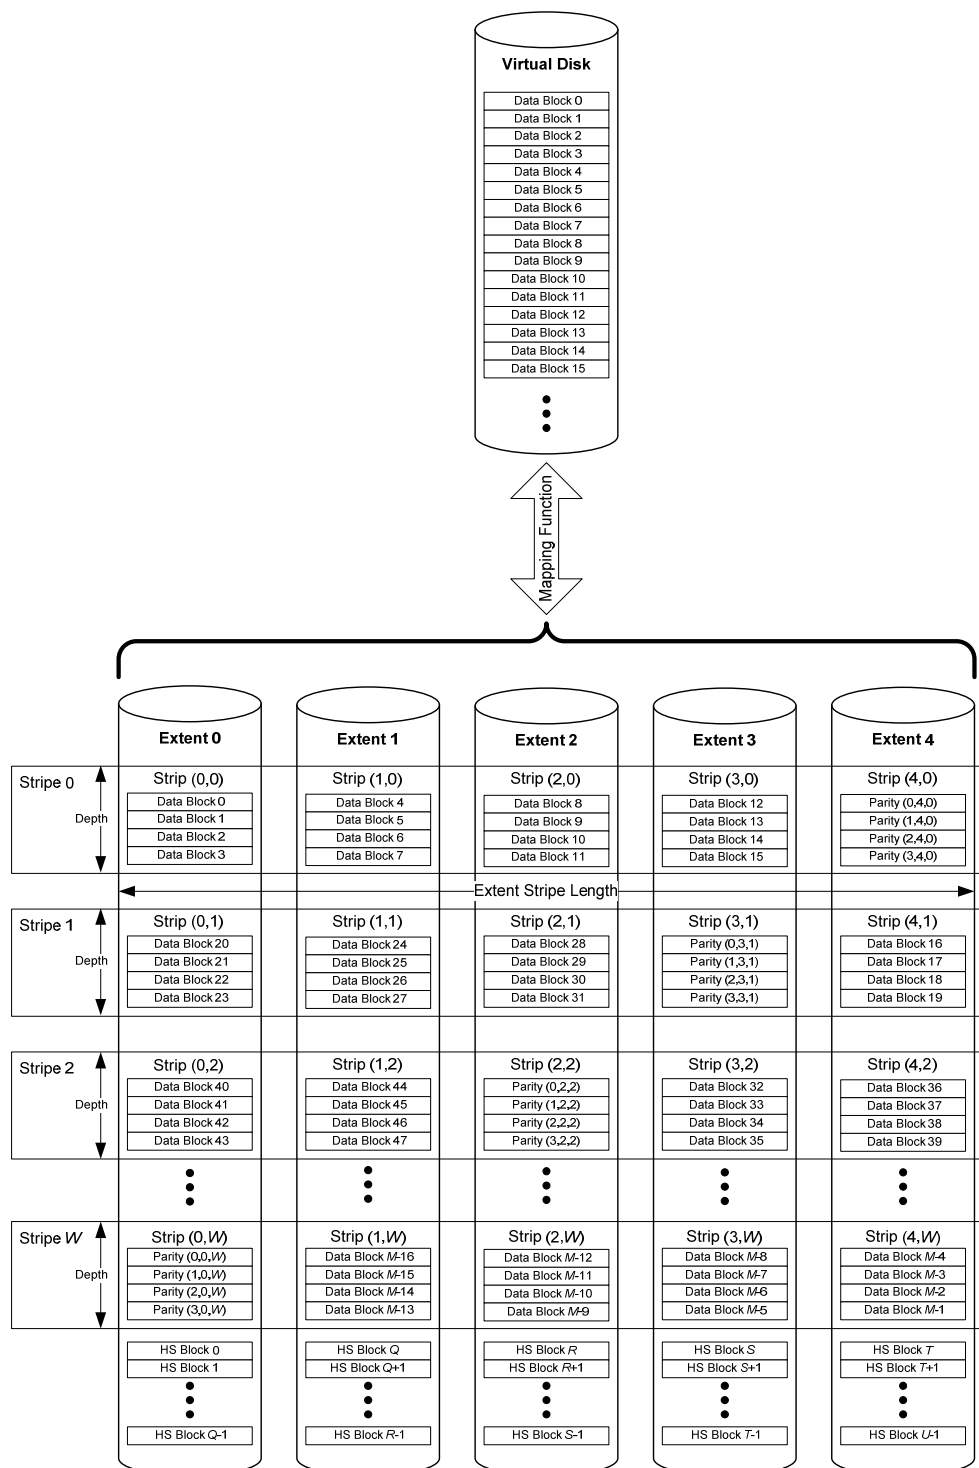 Virtual Disk
Data Block 0
Data Block 1
Data Block 2
Data Block 3
Data Block 4
Data Block 5
Data Block 6
Data Block 7
Data Block 8
Data Block 9
Data Block 10
Data Block 11
Data Block 12
Data Block 13
Data Block 14
Data Block 15
Mapping Function
Extent 0 Extent 1 Extent 2 Extent 3 Extent 4
Stripe 0
Depth
Strip (0,0)
Data Block 0
Data Block 1
Data Block 2
Data Block 3
Strip (1,0)
Data Block 4
Data Block 5
Data Block 6
Data Block 7
Strip (2,0)
Data Block 8
Data Block 9
Data Block 10
Data Block 11
Strip (3,0)
Data Block 12
Data Block 13
Data Block 14
Data Block 15
Strip (4,0)
Parity (0,4,0)
Parity (1,4,0)
Parity (2,4,0)
Parity (3,4,0)
Extent Stripe Length
Stripe 1
Depth
Strip (0,1)
Data Block 20
Data Block 21
Data Block 22
Data Block 23
Strip (1,1)
Data Block 24
Data Block 25
Data Block 26
Data Block 27
Strip (2,1)
Data Block 28
Data Block 29
Data Block 30
Data Block 31
Strip (3,1)
Parity (0,3,1)
Parity (1,3,1)
Parity (2,3,1)
Parity (3,3,1)
Strip (4,1)
Data Block 16
Data Block 17
Data Block 18
Data Block 19
Stripe 2
Depth
Strip (0,2)
Data Block 40
Data Block 41
Data Block 42
Data Block 43
Strip (1,2)
Data Block 44
Data Block 45
Data Block 46
Data Block 47
Strip (2,2)
Parity (0,2,2)
Parity (1,2,2)
Parity (2,2,2)
Parity (3,2,2)
Strip (3,2)
Data Block 32
Data Block 33
Data Block 34
Data Block 35
Strip (4,2)
Data Block 36
Data Block 37
Data Block 38
Data Block 39
Stripe W
Depth
Strip (0,W)
Parity (0,0,W)
Parity (1,0,W)
Parity (2,0,W)
Parity (3,0,W)
Strip (1,W)
Data Block M-16
Data Block M-15
Data Block M-14
Data Block M-13
Strip (2,W)
Data Block M-12
Data Block M-11
Data Block M-10
Data Block M-9
Strip (3,W)
Data Block M-8
Data Block M-7
Data Block M-6
Data Block M-5
Strip (4,W)
Data Block M-4
Data Block M-3
Data Block M-2
Data Block M-1
HS Block 0
HS Block 1
HS Block Q-1
HS Block Q
HS Block Q+1
HS Block R-1
HS Block R
HS Block R+1
HS Block S-1
HS Block S
HS Block S+1
HS Block T-1
HS Block T
HS Block T+1
HS Block U-1